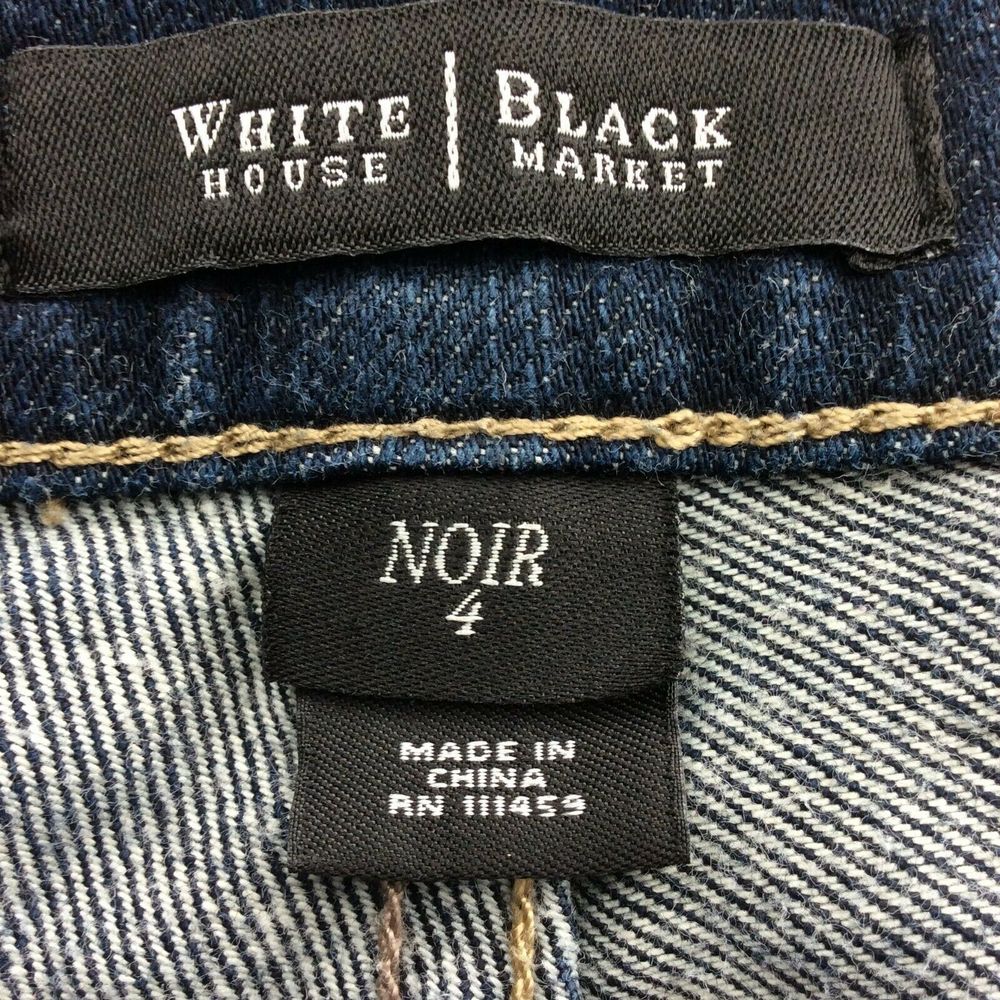 WHITE | BLACK
HOUSE | MARKET
NOIR
4
MADE IN
CHINA
RN 111459